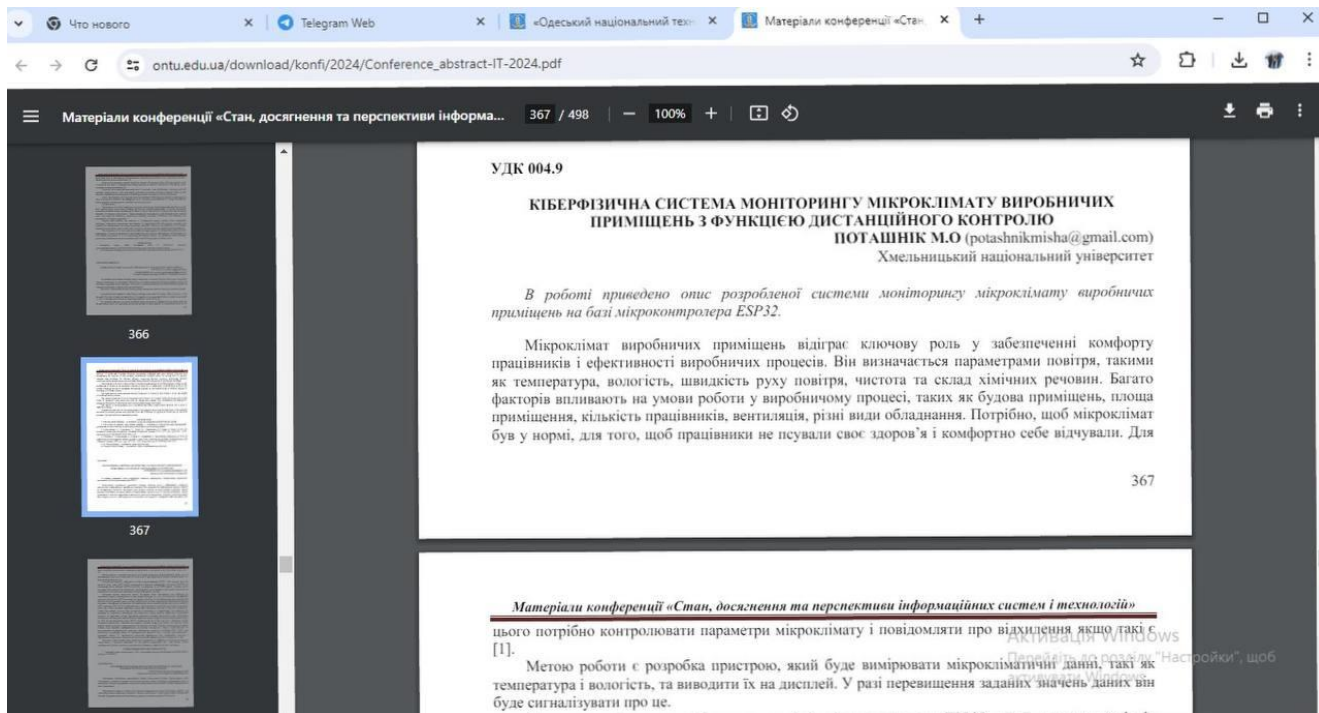 Что нового
Telegram Web
«Одеський національний техн
Матеріали конференції «Стан,
ontu.edu.ua/download/konfi/2024/Conference_abstract-IT-2024.pdf
Матеріали конференції «Стан, досягнення та перспективи інформа...
367 / 498
100%
366
367
УДК 004.9
КІБЕРФІЗИЧНА СИСТЕМА МОНІТОРИНГУ МІКРОКЛІМАТУ ВИРОБНИЧИХ
ПРИМІЩЕНЬ З ФУНКЦІЄЮ ДИСТАНЦІЙНОГО КОНТРОЛЮ
ПОТАШНІК М.О (potashnikmisha@gmail.com)
Хмельницький національний університет
В роботі приведено опис розробленої системи моніторингу мікроклімату виробничих
приміщень на базі мікроконтролера ESP32.
Мікроклімат виробничих приміщень відіграє ключову роль у забезпеченні комфорту
працівників і ефективності виробничих процесів. Він визначається параметрами повітря, такими
як температура, вологість, швидкість руху повітря, чистота та склад хімічних речовин. Багато
факторів впливають на умови роботи у виробничому процесі, таких як будова приміщень, площа
приміщення, кількість працівників, вентиляція, різні види обладнання. Потрібно, щоб мікроклімат
був у нормі, для того, щоб працівники не псували своє здоров'я і комфортно себе відчували. Для
367
Матеріали конференції «Стан, досягнення та перспективи інформаційних систем і технологій»
цього потрібно контролювати параметри мікроклімату і повідомляти про відхилення якщо такі є
[1].
Метою роботи є розробка пристрою, який буде вимірювати мікрокліматичні данні, такі як
температура і вологість, та виводити їх на дисплей. У разі перевищення заданих значень даних він
буде сигналізувати про це.
Активація Windows
Перейдіть до розділу "Настройки", щоб
активувати Windows.